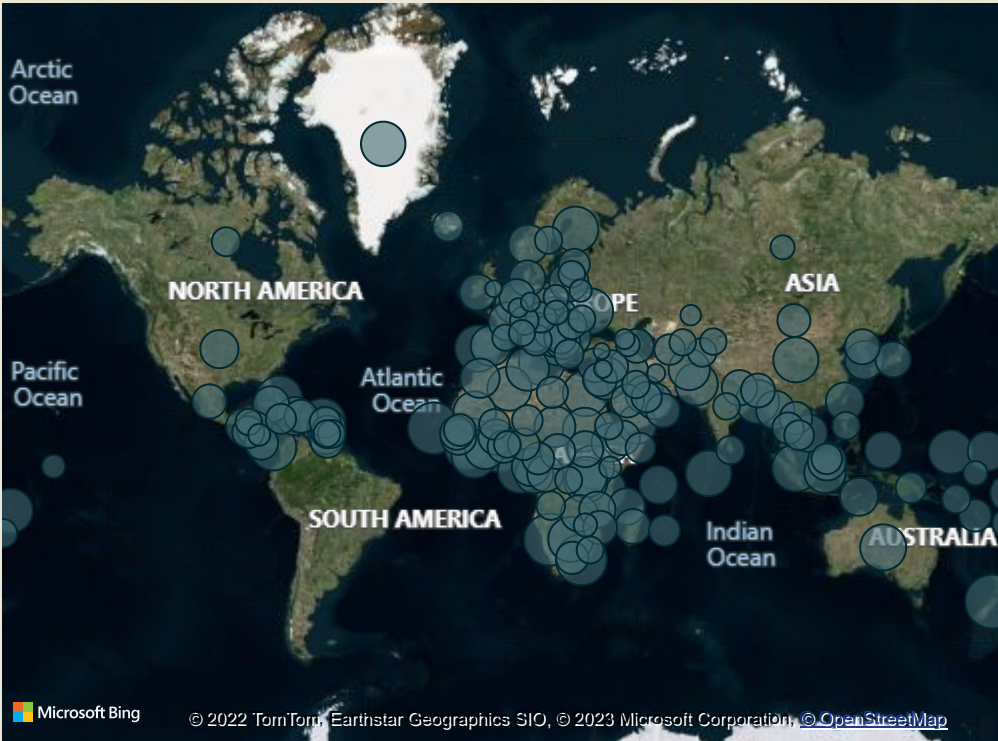 Arctic
Ocean
NORTH AMERICA
OPE
ASIA
Pacific
Ocean
Atlantic
Ocean
A
SOUTH AMERICA
Indian
Ocean
AUSTRALIA
Microsoft Bing
© 2022 TomTom, Earthstar Geographics SIO, © 2023 Microsoft Corporation, © OpenStreetMap